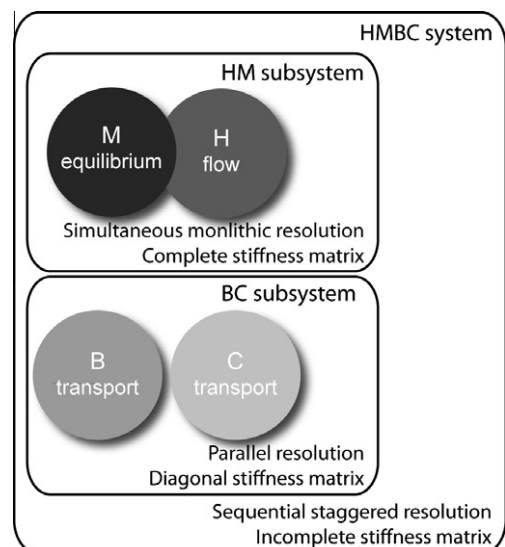 HMBC system
HM subsystem
M
equilibrium
H
flow
Simultaneous monolithic resolution
Complete stiffness matrix
BC subsystem
B
transport
C
transport
Parallel resolution
Diagonal stiffness matrix
Sequential staggered resolution
Incomplete stiffness matrix